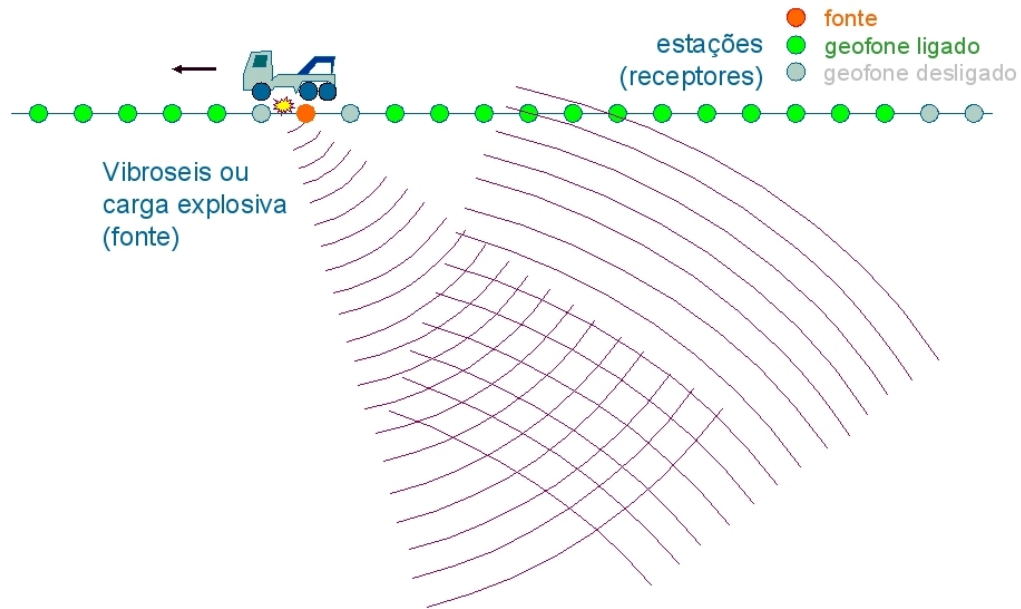 estações
(receptores)
fonte
geofone ligado
geofone desligado
Vibroseis ou
carga explosiva
(fonte)